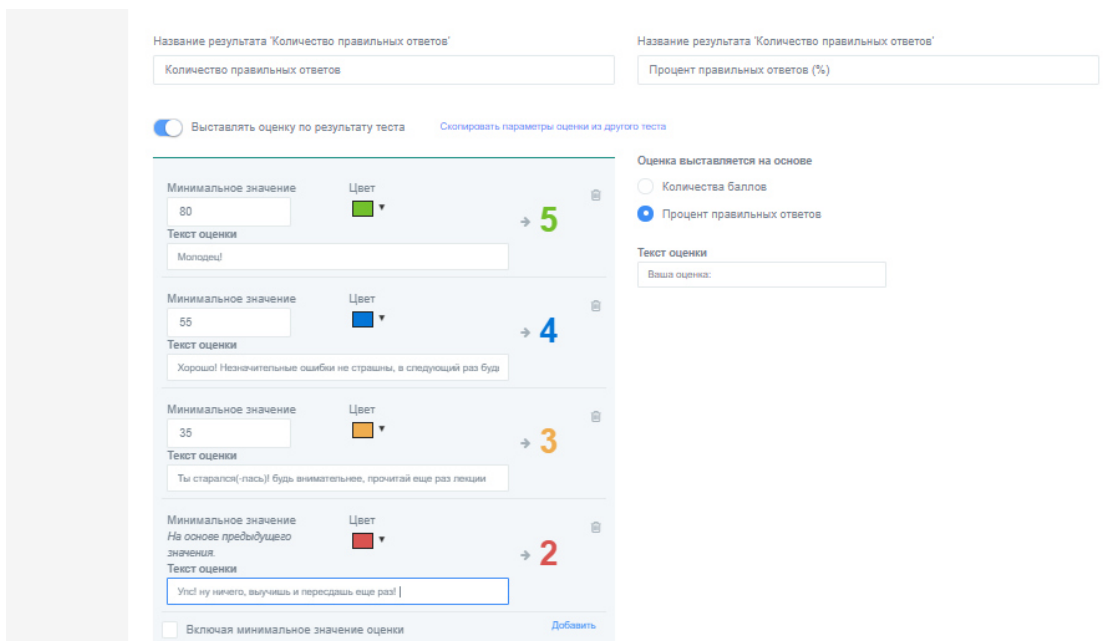 Название результата 'Количество правильных ответов'
Название результата 'Количество правильных ответов'
Количество правильных ответов
Процент правильных ответов (%)
Выставлять оценку по результату теста
Скопировать параметры оценки из другого теста
Оценка выставляется на основе
Количества баллов
Процент правильных ответов
Текст оценки
Ваша оценка:
Минимальное значение
Цвет
80
5
Текст оценки
Молодец!
Минимальное значение
Цвет
55
4
Текст оценки
Хорошо! Незначительные ошибки не страшны, в следующий раз буд
Минимальное значение
Цвет
35
3
Текст оценки
Ты старался(-лась)! будь внимательнее, прочитай еще раз лекции
Минимальное значение
Цвет
На основе предыдущего
значения.
2
Текст оценки
Упс! ну ничего, выучишь и пересдашь еще раз!
Включая минимальное значение оценки
Добавить